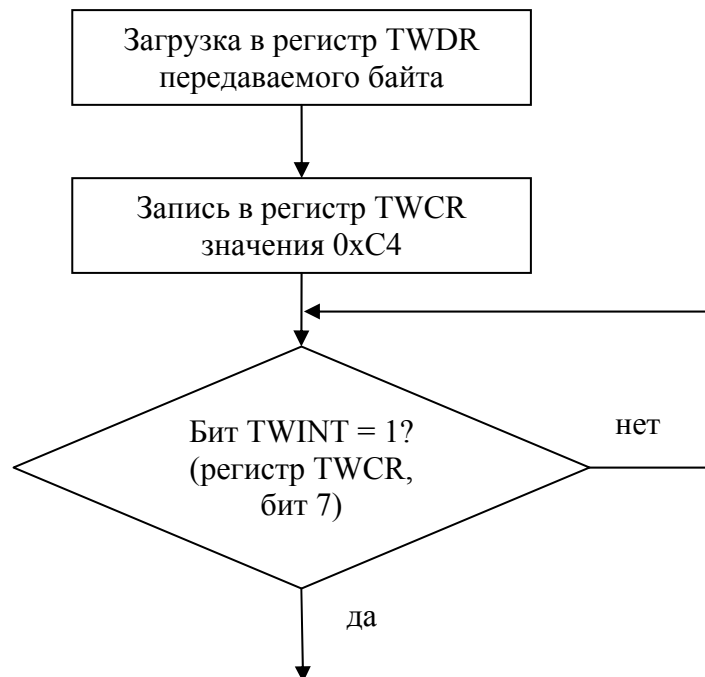 Загрузка в регистр TWDR
передаваемого байта
Запись в регистр TWCR
значения 0xC4
Бит TWINT = 1?
(регистр TWCR,
бит 7)
нет
да